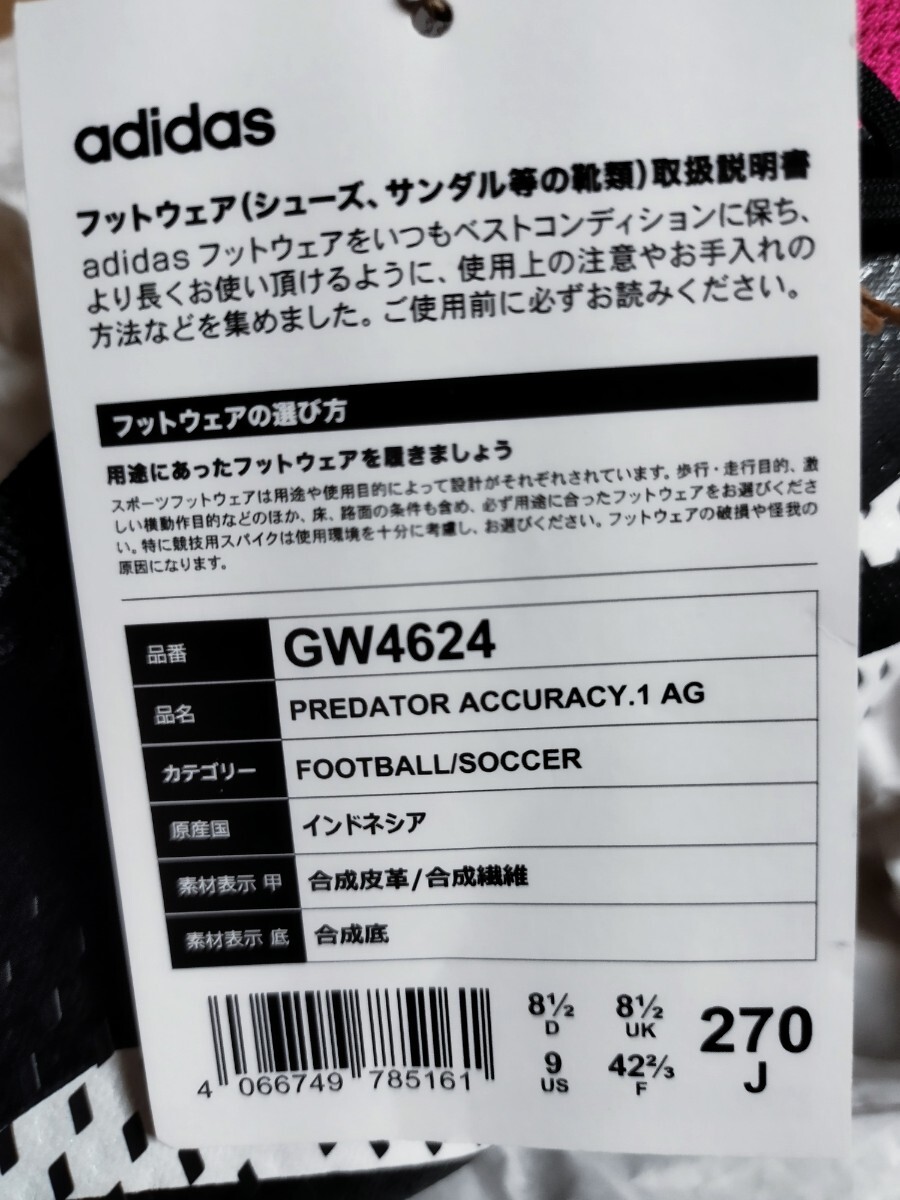 adidas
フットウェア(シューズ、サンダル等の靴類)取扱説明書
adidas フットウェアをいつもベストコンディションに保ち、
より長くお使い頂けるように、使用上の注意やお手入れの
方法などを集めました。ご使用前に必ずお読みください。
フットウェアの選び方
用途にあったフットウェアを履きましょう
スポーツフットウェアは用途や使用目的によって設計がそれぞれされています。歩行・走行目的、激
しい横動作目的などのほか、床、路面の条件も含め、必ず用途に合ったフットウェアをお選びくださ
い。特に競技用スパイクは使用環境を十分に考慮し、お選びください。フットウェアの破損や怪我の
原因になります。
品番 GW4624
品名 PREDATOR ACCURACY.1 AG
カテゴリー FOOTBALL/SOCCER
原産国 インドネシア
素材表示 甲 合成皮革/合成繊維
素材表示 底 合成底
8½ 8½ 270
D UK J
9 42⅔
US F
4 066749 785161